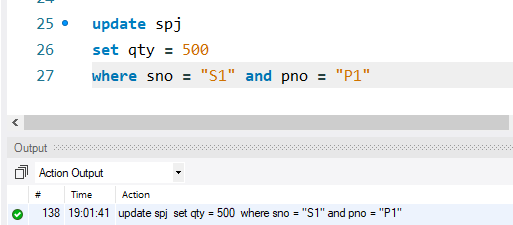 25 update spj
26 set qty = 500
27 where sno = "S1" and pno = "P1"
Output
Action Output
# Time Action
138 19:01:41 update spj set qty = 500 where sno = "S1" and pno = "P1"